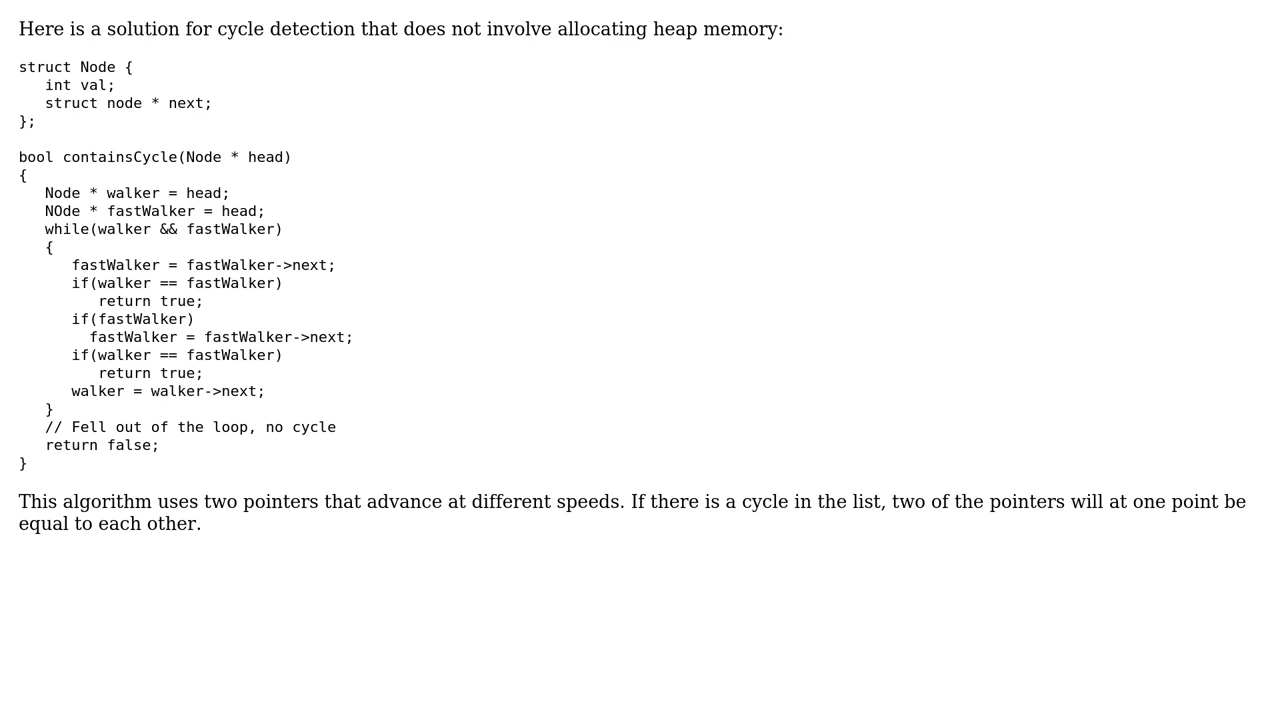 Here is a solution for cycle detection that does not involve allocating heap memory:
struct Node {
   int val;
   struct node * next;
};
bool containsCycle(Node * head)
{
   Node * walker = head;
   NOde * fastWalker = head;
   while(walker && fastWalker)
   {
      fastWalker = fastWalker->next;
      if(walker == fastWalker)
         return true;
      if(fastWalker)
        fastWalker = fastWalker->next;
      if(walker == fastWalker)
         return true;
      walker = walker->next;
   }
   // Fell out of the loop, no cycle
   return false;
}
This algorithm uses two pointers that advance at different speeds. If there is a cycle in the list, two of the pointers will at one point be
equal to each other.